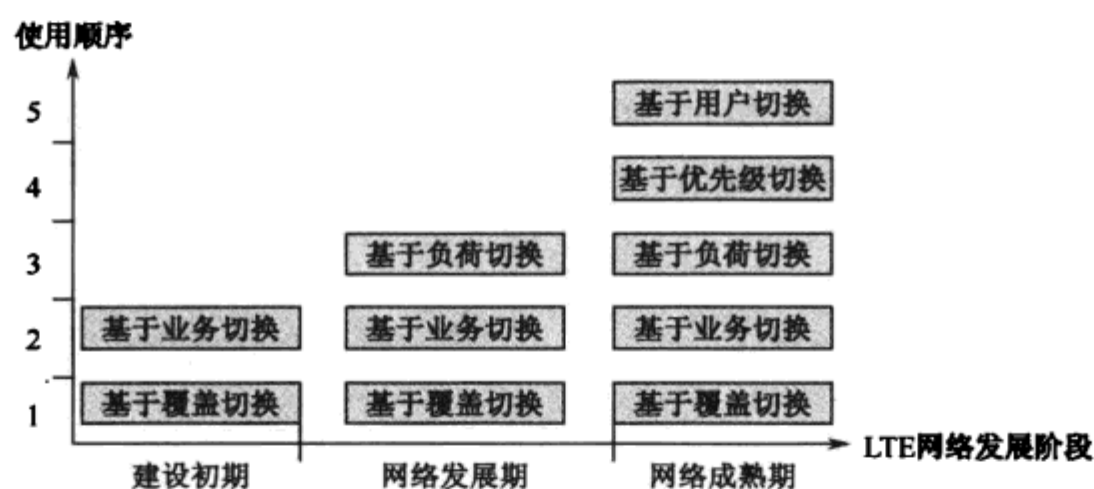 使用顺序
5
基于用户切换
4
基于优先级切换
3
基于负荷切换
基于负荷切换
2
基于业务切换
基于业务切换
基于业务切换
1
基于覆盖切换
基于覆盖切换
基于覆盖切换
LTE网络发展阶段
建设初期
网络发展期
网络成熟期